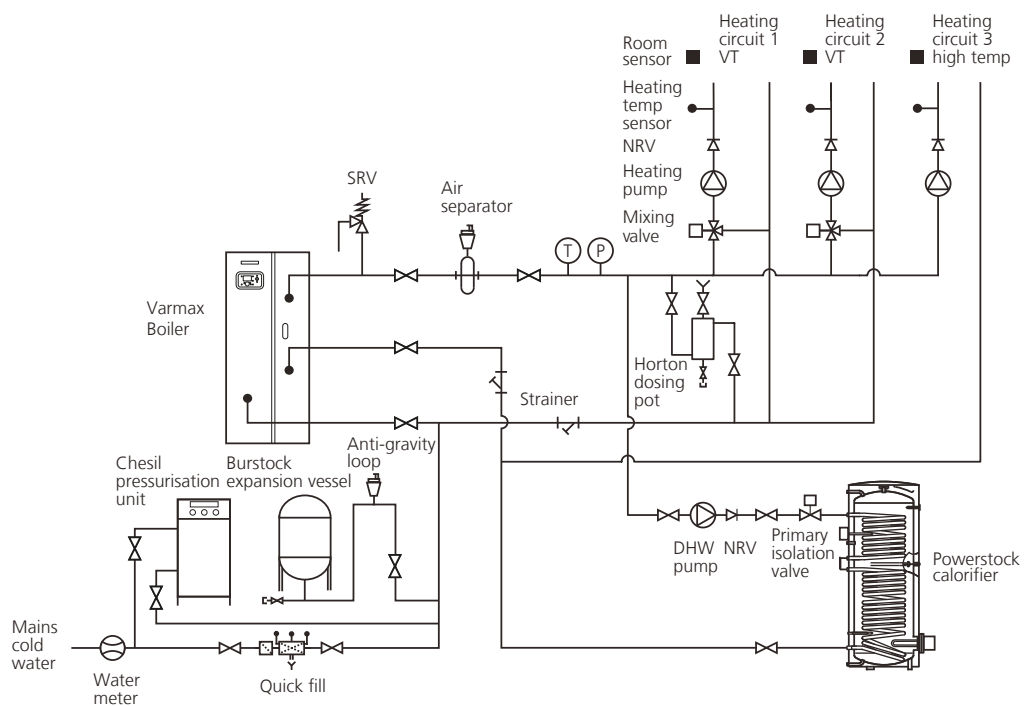 Heating
circuit 1
VT
Heating
circuit 2
VT
Heating
circuit 3
high temp
Room
sensor
Heating
temp
sensor
NRV
Heating
pump
Mixing
valve
SRV
Air
separator
T
P
Varmax
Boiler
Horton
dosing
pot
Strainer
Anti-gravity
loop
Chesil
pressurisation
unit
Burstock
expansion vessel
DHW
pump
NRV
Primary
isolation
valve
Powerstock
calorifier
Mains
cold
water
Water
meter
Quick fill